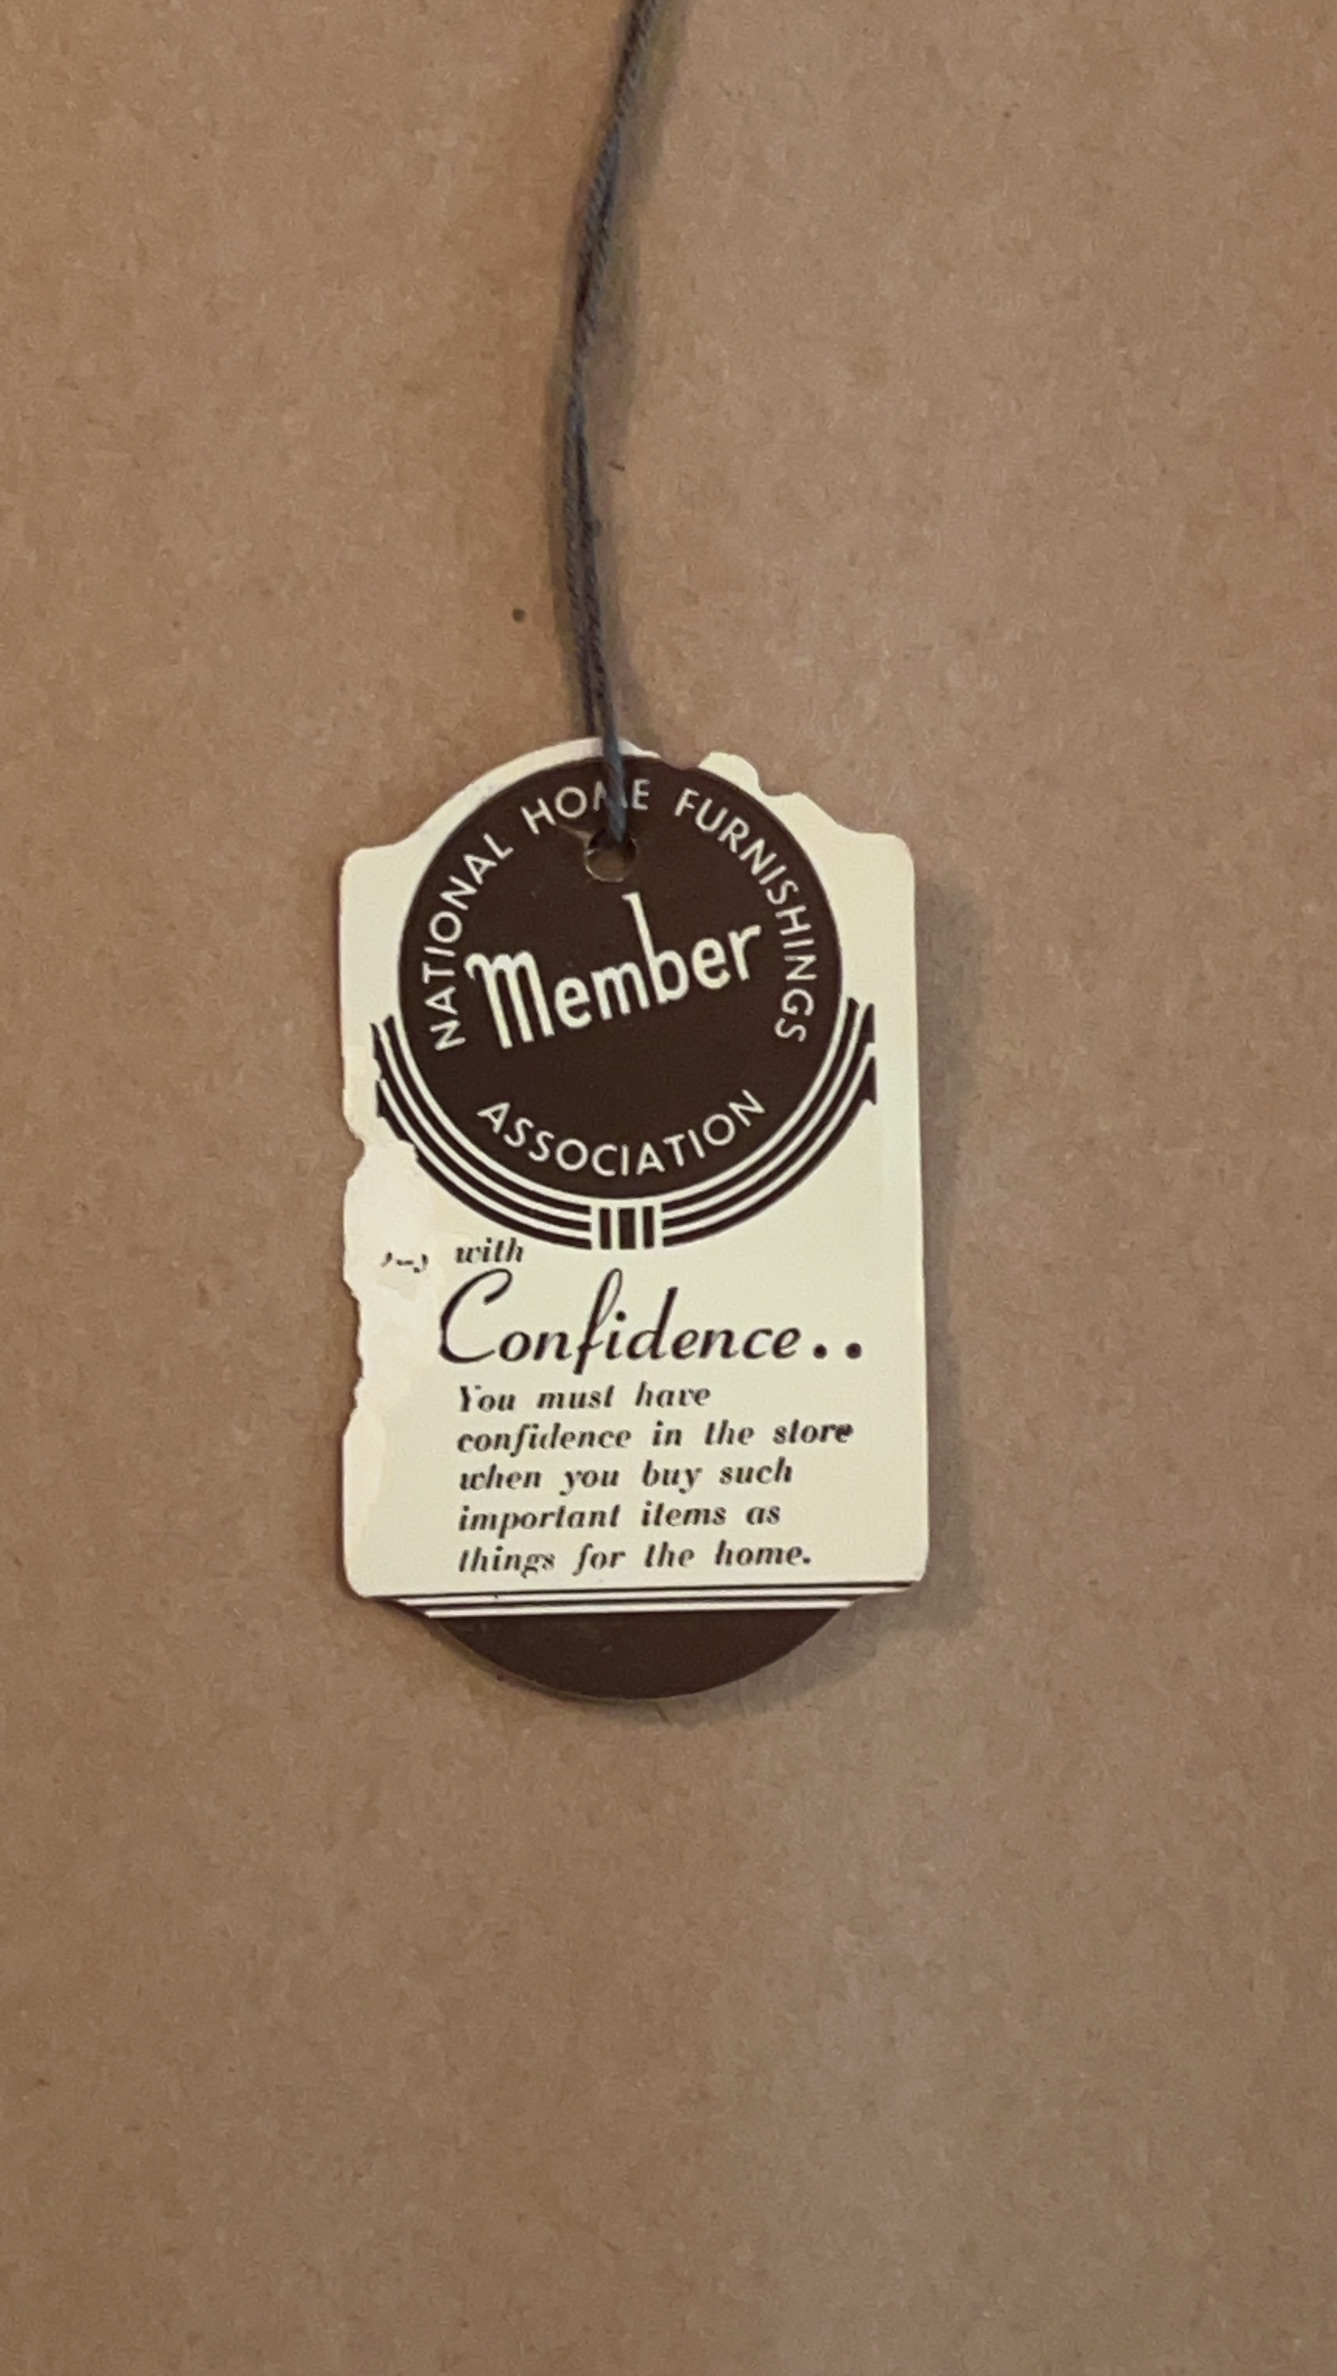 NATIONAL HOME FURNISHINGS
Member
ASSOCIATION
with
Confidence..
You must have
confidence in the store
when you buy such
important items as
things for the home.